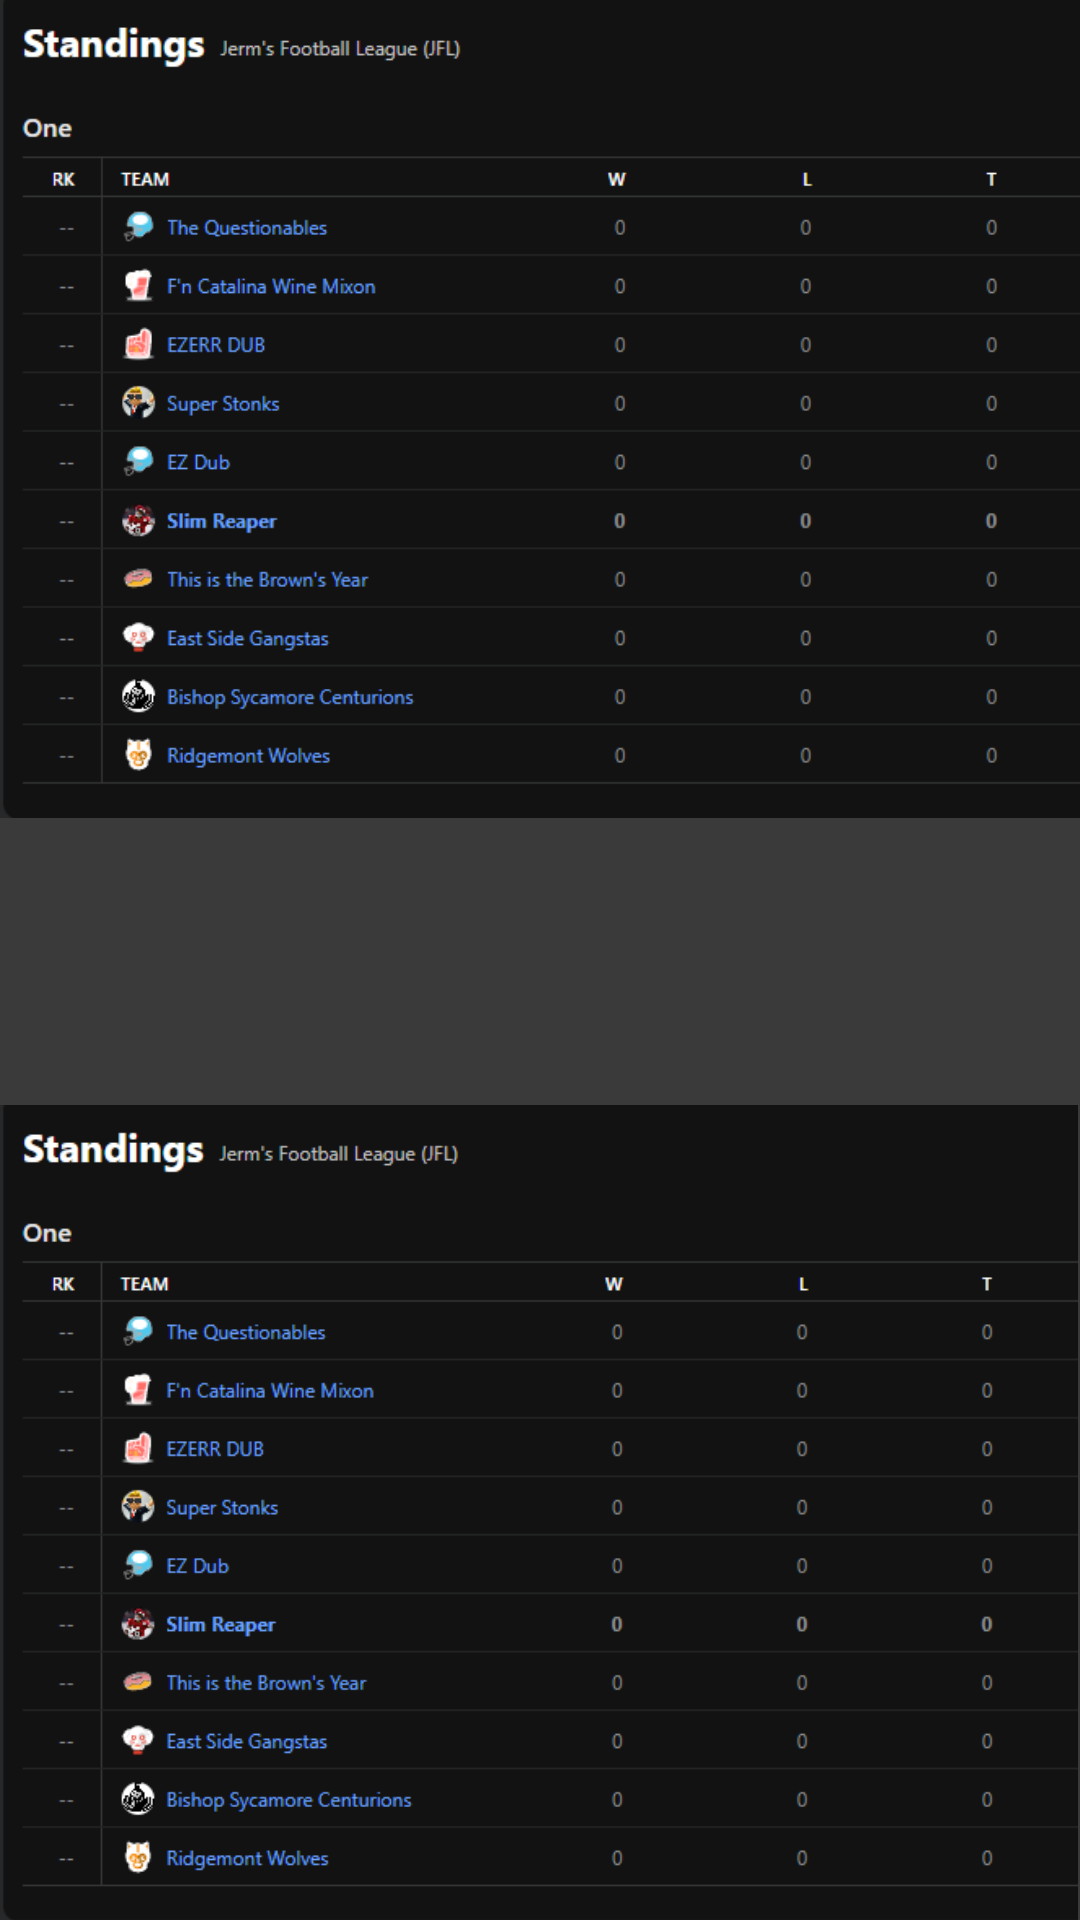 Standings Jerm's Football League (JFL)
One
RK TEAM W L T
-- The Questionables 0 0 0
-- F'n Catalina Wine Mixon 0 0 0
-- EZERR DUB 0 0 0
-- Super Stonks 0 0 0
-- EZ Dub 0 0 0
-- Slim Reaper 0 0 0
-- This is the Brown's Year 0 0 0
-- East Side Gangstas 0 0 0
-- Bishop Sycamore Centurions 0 0 0
-- Ridgemont Wolves 0 0 0
Standings Jerm's Football League (JFL)
One
RK TEAM W L T
-- The Questionables 0 0 0
-- F'n Catalina Wine Mixon 0 0 0
-- EZERR DUB 0 0 0
-- Super Stonks 0 0 0
-- EZ Dub 0 0 0
-- Slim Reaper 0 0 0
-- This is the Brown's Year 0 0 0
-- East Side Gangstas 0 0 0
-- Bishop Sycamore Centurions 0 0 0
-- Ridgemont Wolves 0 0 0